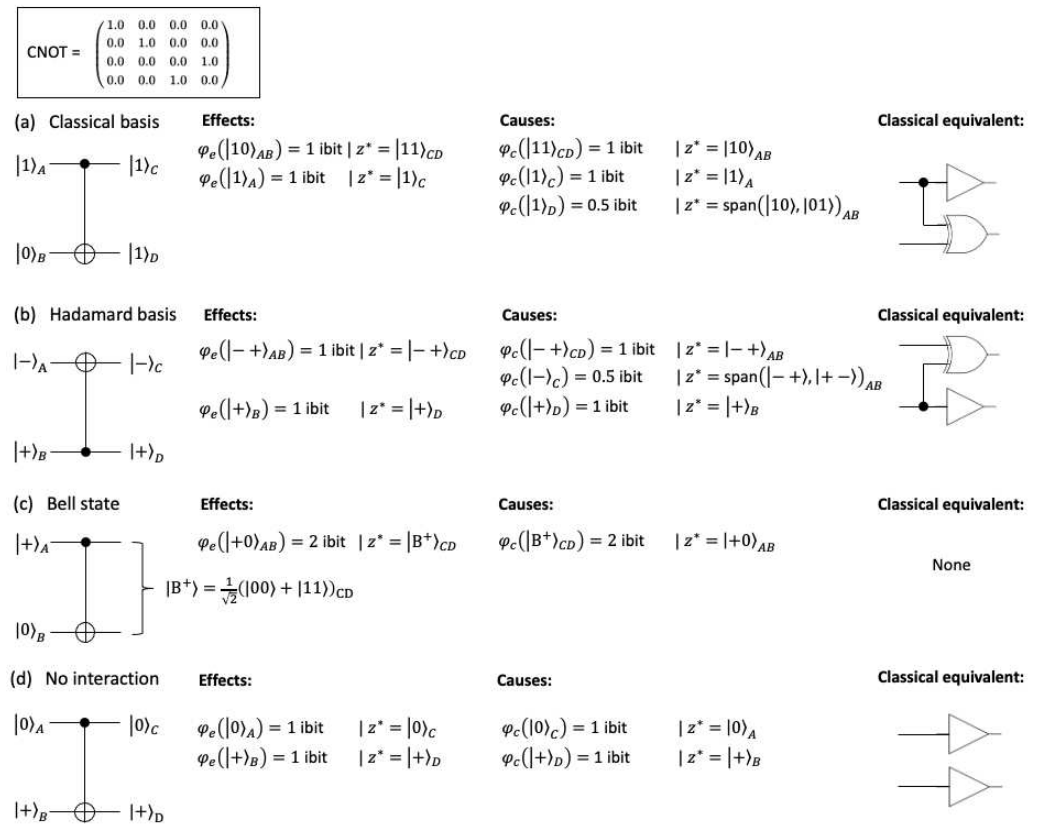 CNOT =
1.0 0.0 0.0 0.0
0.0 1.0 0.0 0.0
0.0 0.0 0.0 1.0
0.0 0.0 1.0 0.0
(a) Classical basis Effects: Causes: Classical equivalent:
|1⟩A |1⟩C φe(|10⟩AB) = 1 ibit | z* = |11⟩CD φc(|11⟩CD) = 1 ibit | z* = |10⟩AB
φe(|1⟩A) = 1 ibit | z* = |1⟩C φc(|1⟩C) = 1 ibit | z* = |1⟩A
φc(|1⟩D) = 0.5 ibit | z* = span(|10⟩, |01⟩)AB
|0⟩B |1⟩D
(b) Hadamard basis Effects: Causes: Classical equivalent:
|−⟩A |−⟩C φe(|− +⟩AB) = 1 ibit | z* = |− +⟩CD φc(|− +⟩CD) = 1 ibit | z* = |− +⟩AB
φc(|−⟩C) = 0.5 ibit | z* = span(|− +⟩, |+ −⟩)AB
φe(|+⟩B) = 1 ibit | z* = |+⟩D φc(|+⟩D) = 1 ibit | z* = |+⟩B
|+⟩B |+⟩D
(c) Bell state Effects: Causes: Classical equivalent:
|+⟩A φe(|+0⟩AB) = 2 ibit | z* = |B⁺⟩CD φc(|B⁺⟩CD) = 2 ibit | z* = |+0⟩AB
None
|B⁺⟩ = 1/√2 (|00⟩ + |11⟩)CD
|0⟩B
(d) No interaction Effects: Causes: Classical equivalent:
|0⟩A |0⟩C φe(|0⟩A) = 1 ibit | z* = |0⟩C φc(|0⟩C) = 1 ibit | z* = |0⟩A
φe(|+⟩B) = 1 ibit | z* = |+⟩D φc(|+⟩D) = 1 ibit | z* = |+⟩B
|+⟩B |+⟩D